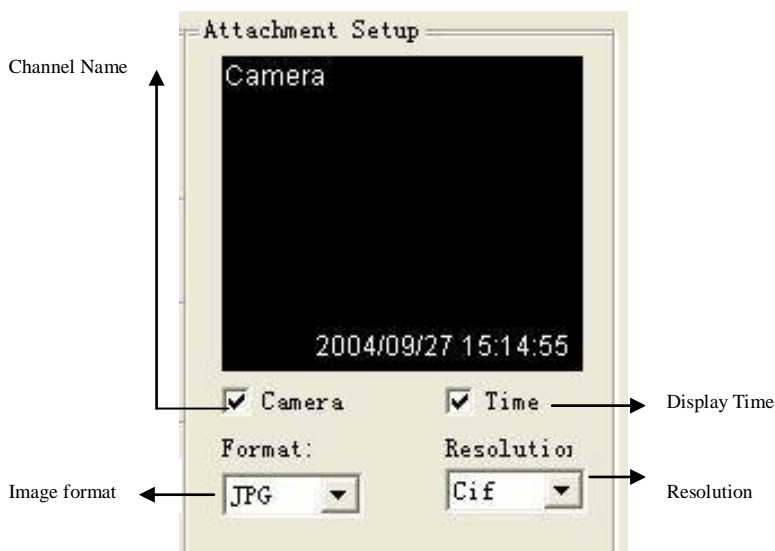 Attachment Setup
Channel Name
Camera
2004/09/27 15:14:55
Camera
Time
Display Time
Format:
Resolution
Image format
JPG
Cif
Resolution